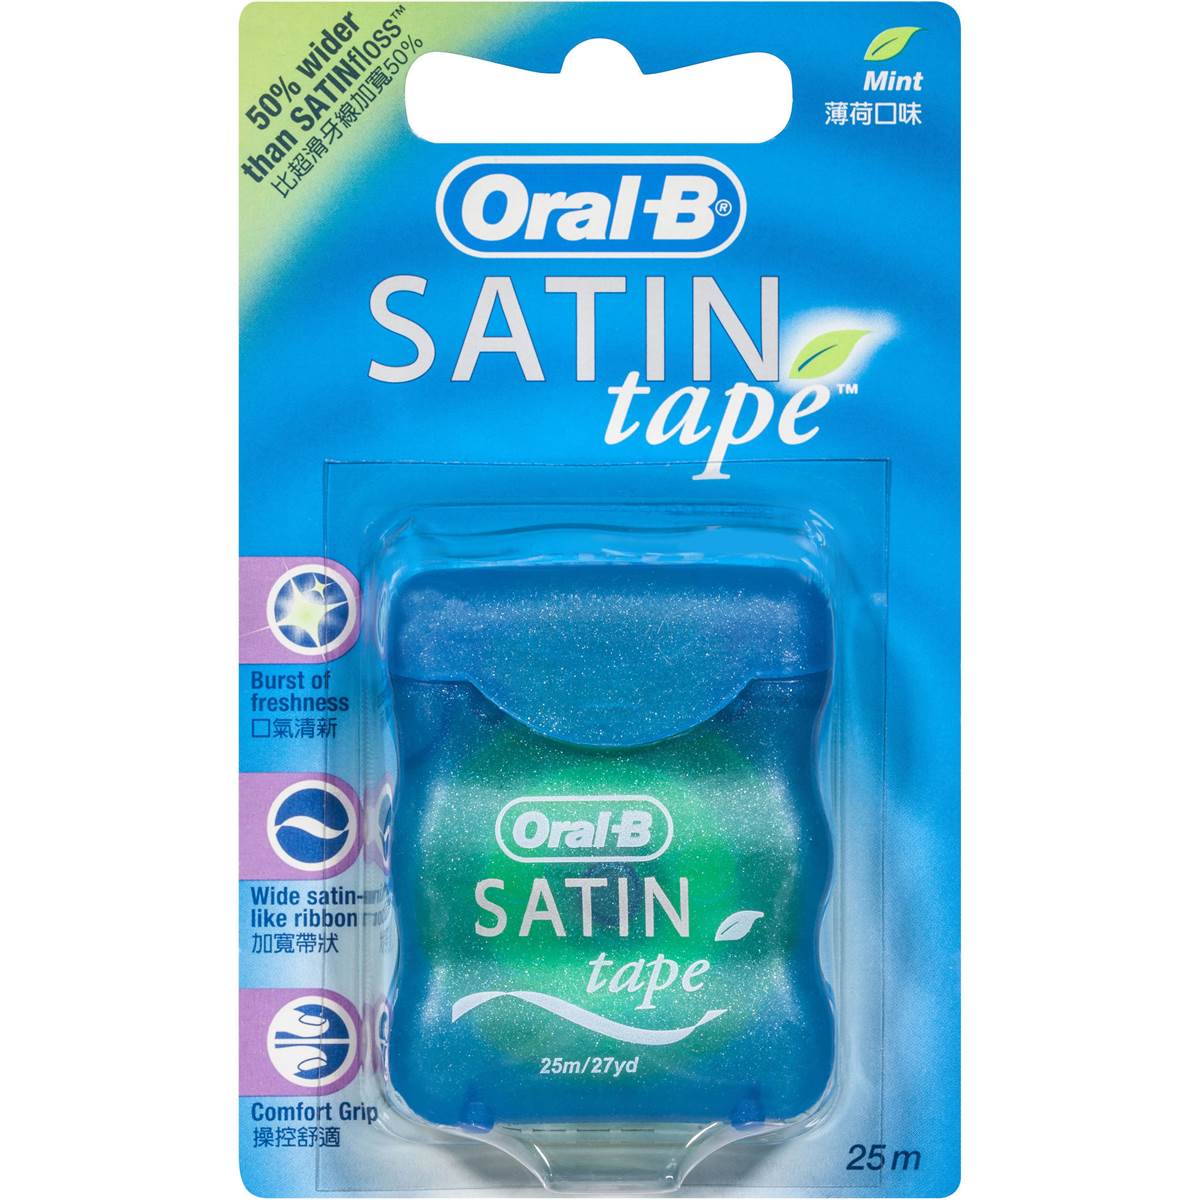 50% wider
than SATINfloss™
比超滑牙線加寬50%
Mint
薄荷口味
Oral-B®
SATIN
tape™
Burst of
freshness
口氣清新
Wide satin-
like ribbon
加寬帶狀
Comfort Grip
操控舒適
Oral-B
SATIN
tape
25m/27yd
25 m